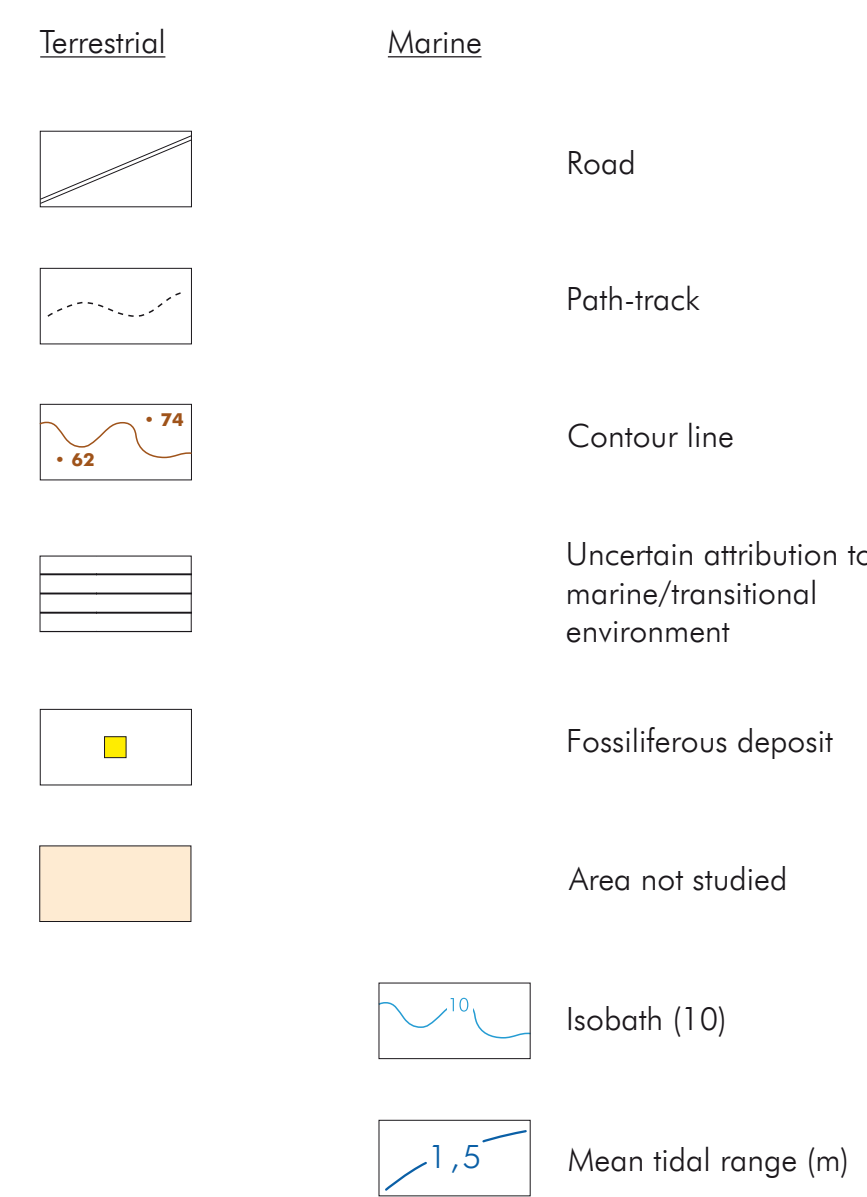 Terrestrial Marine
Road
Path-track
• 74
• 62
Contour line
Uncertain attribution to
marine/transitional
environment
Fossiliferous deposit
Area not studied
10
Isobath (10)
1,5
Mean tidal range (m)